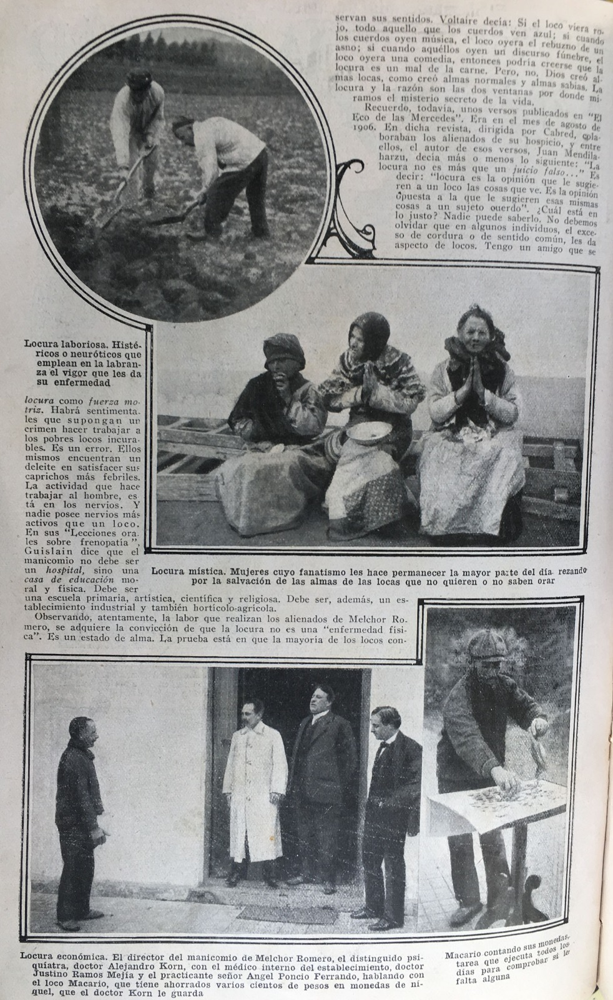 Locura laboriosa. Histé-
ricos o neuróticos que
emplean en la labran-
za el vigor que les da
su enfermedad
locura como fuerza mo-
triz. Habrá sentimenta-
les que supongan un
crimen hacer trabajar a
los pobres locos incura-
bles. Es un error. Ellos
mismos encuentran un
deleite en satisfacer sus
caprichos más febriles.
La actividad que hace
trabajar al hombre, es
tá en los nervios. Y
nadie posee nervios más
activos que un loco.
En sus “Lecciones ora-
les sobre frenopatía”,
Guislain dice que el
manicomio no debe ser
un hospital, sino una
casa de educación mo-
ral y física. Debe ser
una escuela primaria, artística, científica y religiosa. Debe ser, además, un es-
tablecimiento industrial y también hortícolo-agrícola.
Observando, atentamente, la labor que realizan los alienados de Melchor Ro-
mero, se adquiere la convicción de que la locura no es una “enfermedad físi-
ca”. Es un estado de alma. La prueba está en que la mayoría de los locos con-
servan sus sentidos. Voltaire decía: Si el loco viera ro-
jo, todo aquello que los cuerdos ven azul; si cuando
los cuerdos oyen música, el loco oyera el rebuzno de un
asno; si cuando aquéllos oyen un discurso fúnebre, el
loco oyera una comedia, entonces podría creerse que la
locura es un mal de la carne. Pero, no. Dios creó al-
mas locas, como creó almas normales y almas sabias. La
locura y la razón son las dos ventanas por donde mi-
ramos el misterio secreto de la vida.
Recuerdo, todavía, unos versos publicados en “El
Eco de las Mercedes”. Era en el mes de agosto de
1906. En dicha revista, dirigida por Cabred, cola-
boraban los alienados de su hospicio, y entre
ellos, el autor de esos versos, Juan Mendila-
harzu, decía más o menos lo siguiente: “La
locura no es más que un juicio falso...” Es
decir: “locura es la opinión que le sugie-
ren a un loco las cosas que ve. Es la opinión
opuesta a la que le sugieren esas mismas
cosas a un sujeto cuerdo”. ¿Cuál está en
lo justo? Nadie puede saberlo. No debemos
olvidar que en algunos individuos, el exce-
so de cordura o de sentido común, les da
aspecto de locos. Tengo un amigo que se
Locura mística. Mujeres cuyo fanatismo les hace permanecer la mayor parte del día rezando
por la salvación de las almas de las locas que no quieren o no saben orar
Locura económica. El director del manicomio de Melchor Romero, el distinguido psi-
quiatra, doctor Alejandro Korn, con el médico interno del establecimiento, doctor
Justino Ramos Mejía y el practicante señor Angel Poncio Ferrando, hablando con
el loco Macario, que tiene ahorrados varios cientos de pesos en monedas de ní-
quel, que el doctor Korn le guarda
Macario contando sus monedas,
tarea que ejecuta todos los
días para comprobar si le
falta alguna